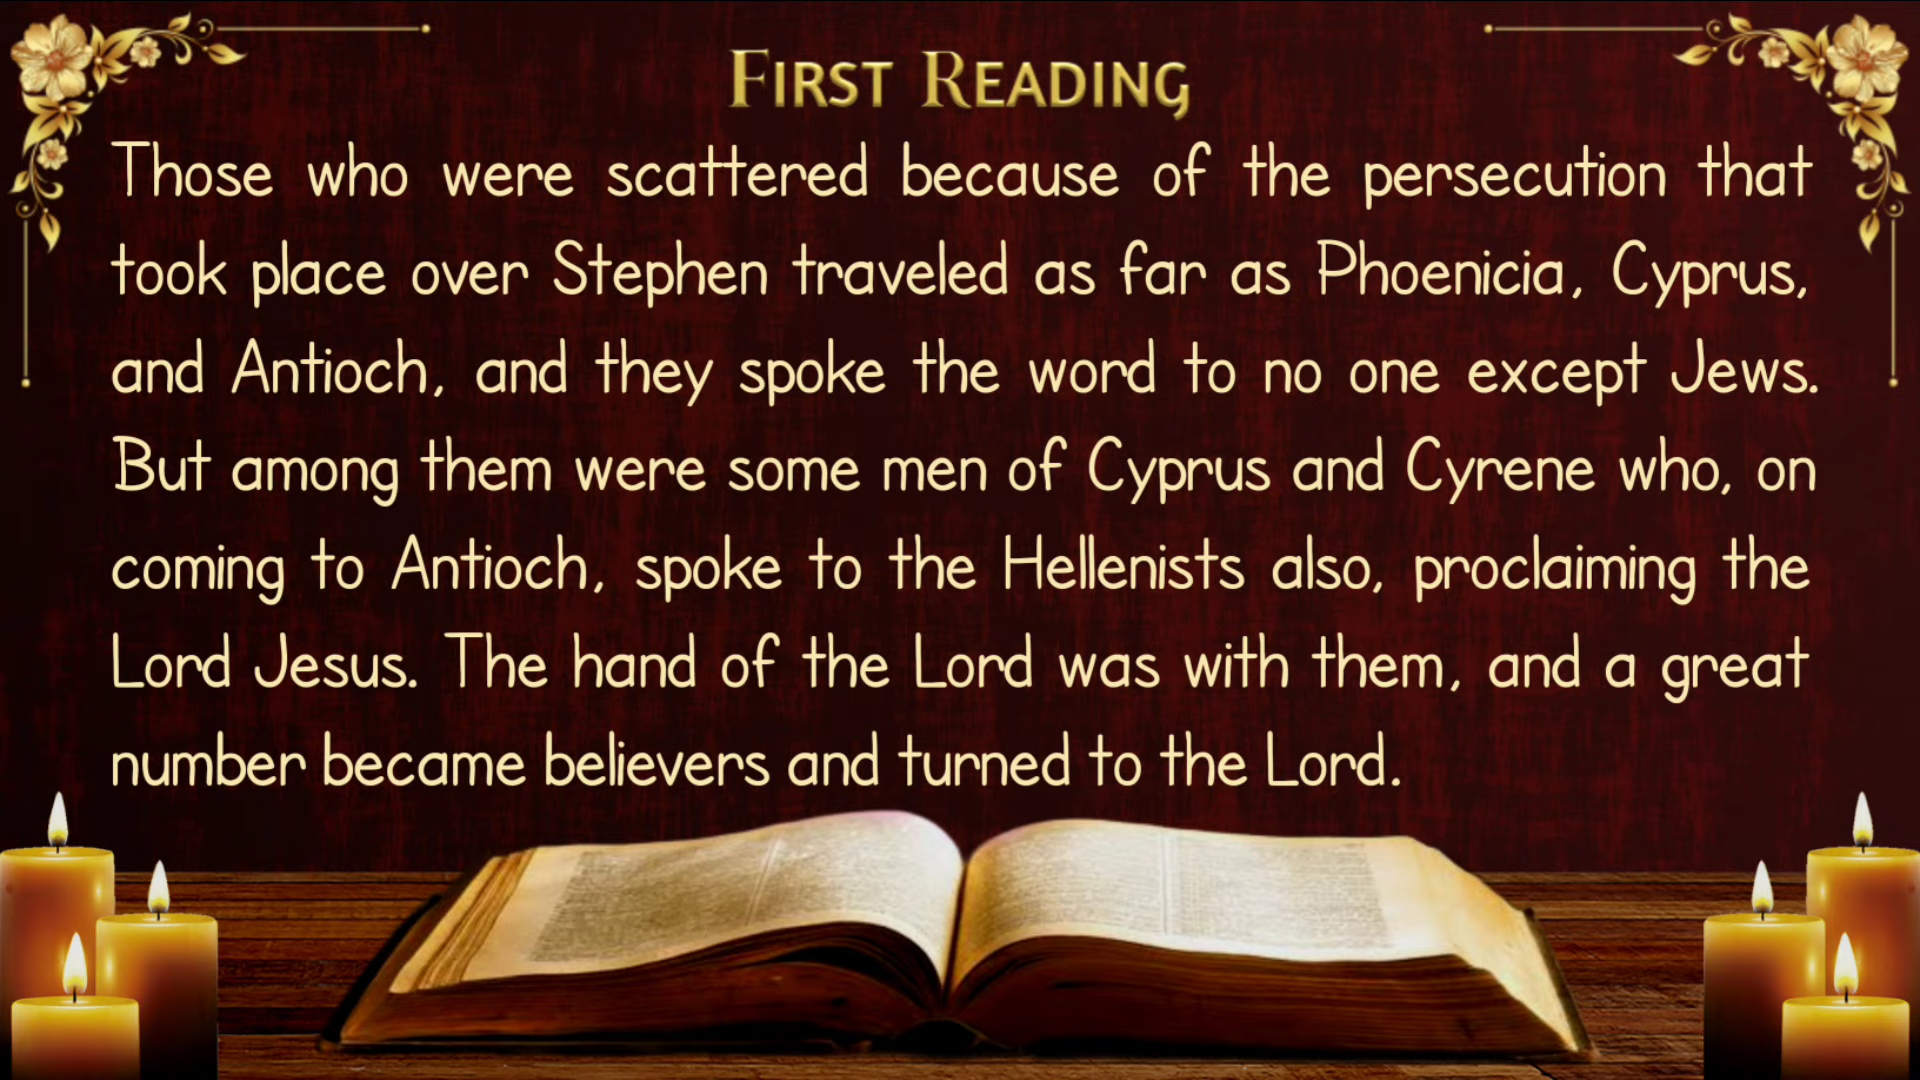 First Reading
Those who were scattered because of the persecution that
took place over Stephen traveled as far as Phoenicia, Cyprus,
and Antioch, and they spoke the word to no one except Jews.
But among them were some men of Cyprus and Cyrene who, on
coming to Antioch, spoke to the Hellenists also, proclaiming the
Lord Jesus. The hand of the Lord was with them, and a great
number became believers and turned to the Lord.